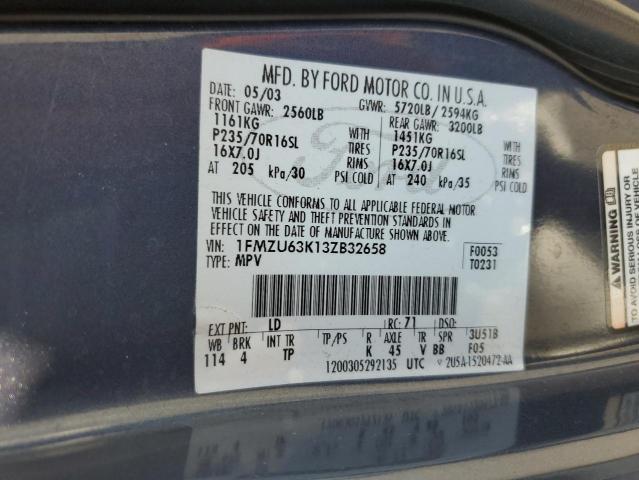 MFD. BY FORD MOTOR CO. IN U.S.A.
DATE: 05/03 GVWR: 5720LB / 2594KG
FRONT GAWR: 2560LB REAR GAWR: 3200LB
1161KG WITH 1451KG WITH
P235/70R16SL TIRES P235/70R16SL TIRES
16X7.0J RIMS 16X7.0J RIMS
AT 205 kPa/30 PSI COLD AT 240 kPa/35 PSI COLD
THIS VEHICLE CONFORMS TO ALL APPLICABLE FEDERAL MOTOR
VEHICLE SAFETY AND THEFT PREVENTION STANDARDS IN
EFFECT ON THE DATE OF MANUFACTURE SHOWN ABOVE.
VIN: 1FMZU63K13ZB32658 F0053
TYPE: MPV T0231
EXT PNT: LD RC: 71 DSO:
WB BRK INT TR TP/PS R AXLE TR SPR 3U51B
114 4 TP K 45 V BB F05
1200305292135 UTC 2U5A-1520472-AA
Ford
WARNING
TO AVOID SERIOUS INJURY